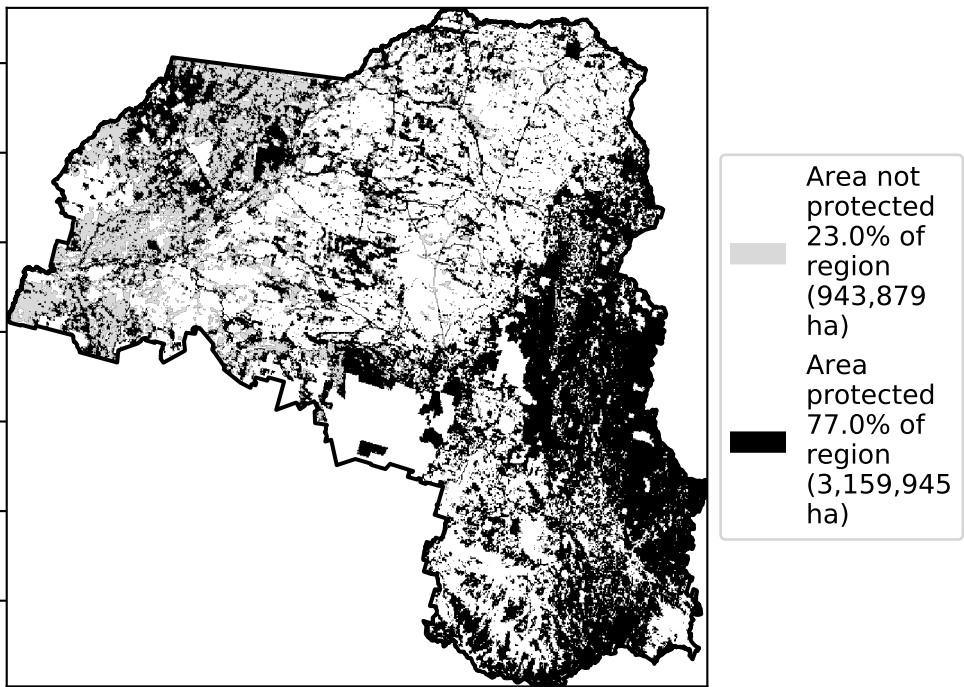 Area not
protected
23.0% of
region
(943,879
ha)
Area
protected
77.0% of
region
(3,159,945
ha)